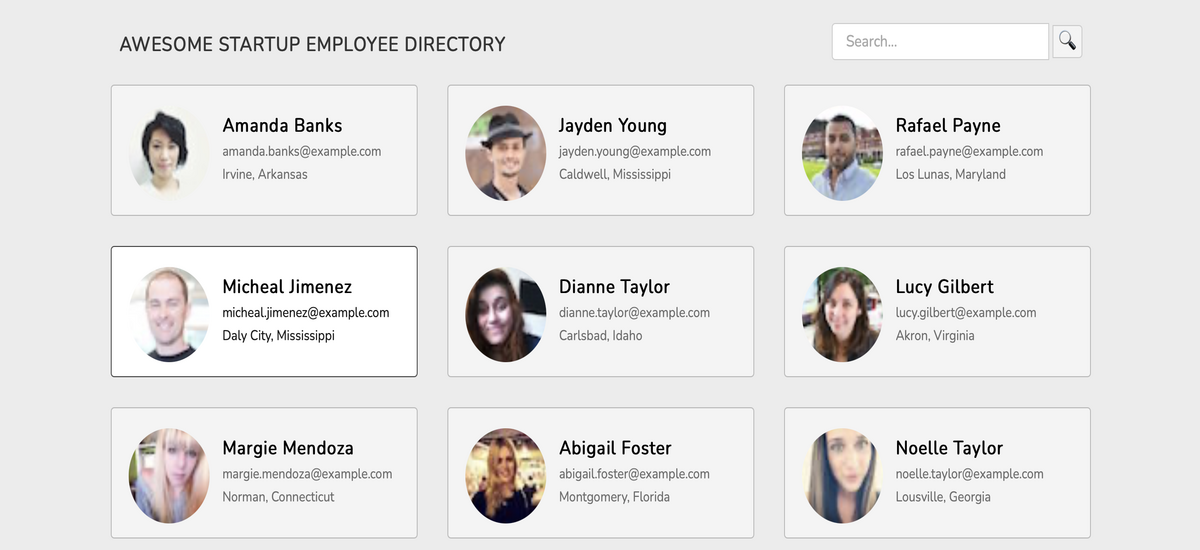 AWESOME STARTUP EMPLOYEE DIRECTORY
Search...
Amanda Banks
amanda.banks@example.com
Irvine, Arkansas
Jayden Young
jayden.young@example.com
Caldwell, Mississippi
Rafael Payne
rafael.payne@example.com
Los Lunas, Maryland
Micheal Jimenez
micheal.jimenez@example.com
Daly City, Mississippi
Dianne Taylor
dianne.taylor@example.com
Carlsbad, Idaho
Lucy Gilbert
lucy.gilbert@example.com
Akron, Virginia
Margie Mendoza
margie.mendoza@example.com
Norman, Connecticut
Abigail Foster
abigail.foster@example.com
Montgomery, Florida
Noelle Taylor
noelle.taylor@example.com
Lousville, Georgia